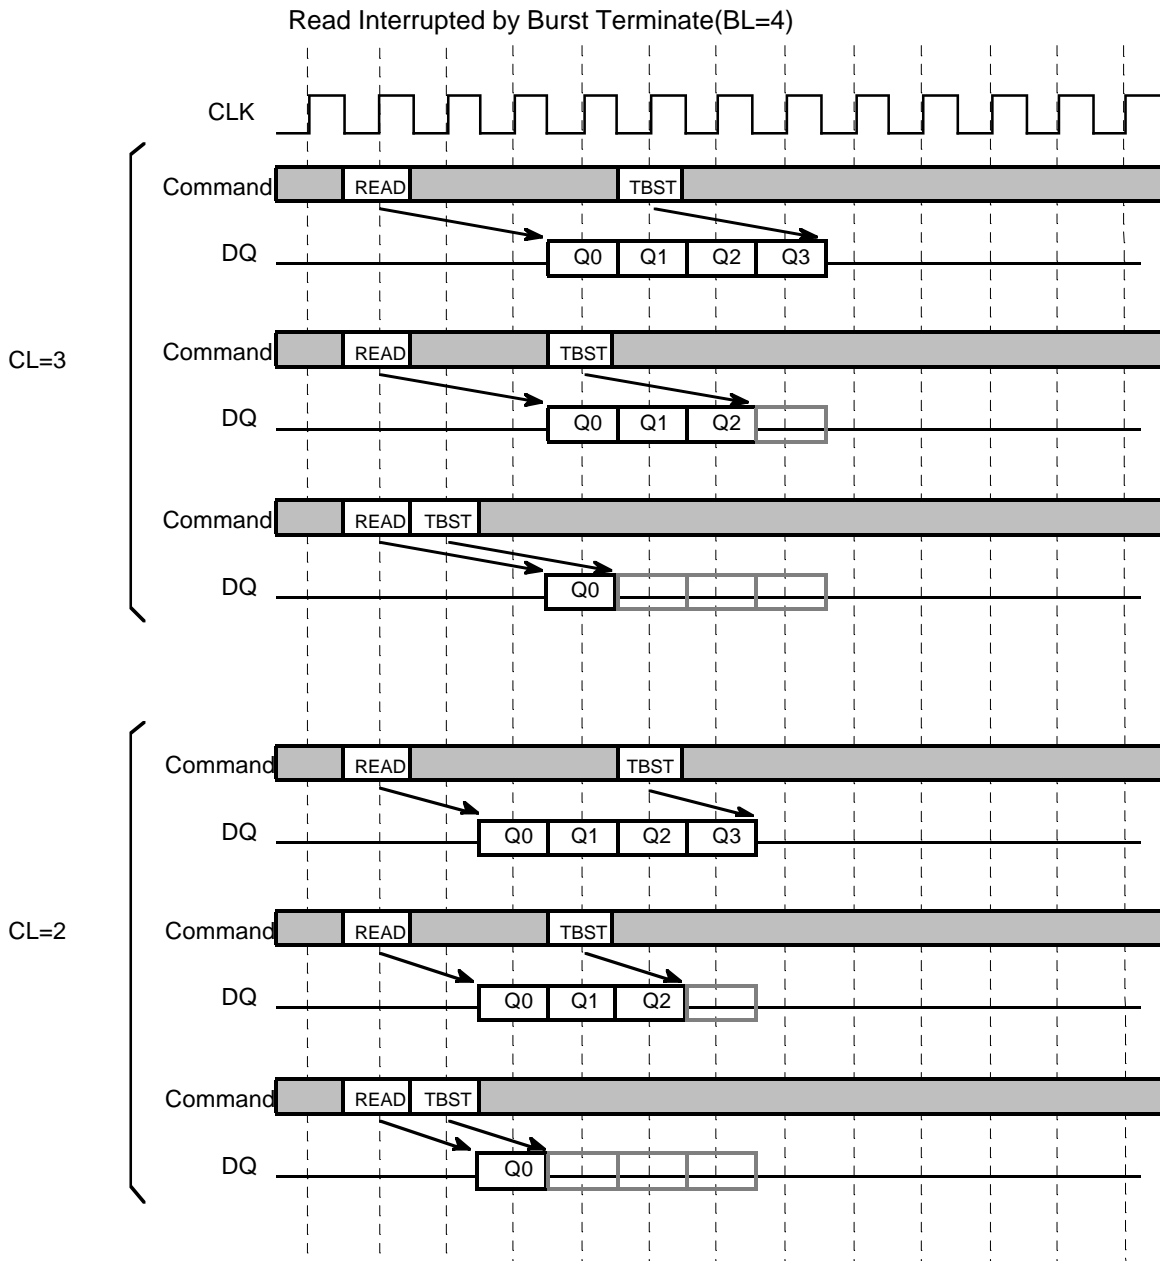 Read Interrupted by Burst Terminate(BL=4)
CLK
Command READ TBST
DQ Q0 Q1 Q2 Q3
CL=3
Command READ TBST
DQ Q0 Q1 Q2
Command READ TBST
DQ Q0
Command READ TBST
DQ Q0 Q1 Q2 Q3
CL=2
Command READ TBST
DQ Q0 Q1 Q2
Command READ TBST
DQ Q0